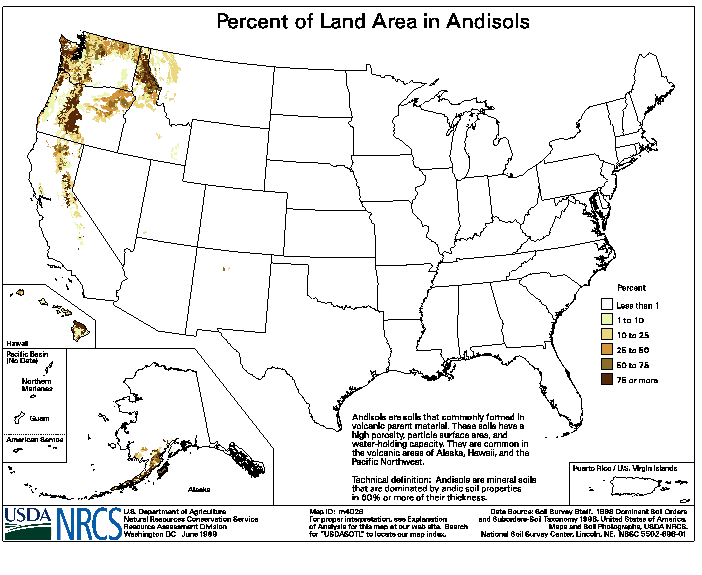 Percent of Land Area in Andisols
Percent
Less than 1
1 to 10
10 to 25
25 to 50
50 to 75
75 or more
Hawaii
Pacific Basin
(No Data)
Northern
Marianas
Guam
American Samoa
Alaska
Andisols are soils that commonly formed in
volcanic parent material. These soils have a
high porosity, particle surface area, and
water-holding capacity. They are common in
the volcanic areas of Alaska, Hawaii, and the
Pacific Northwest.
Technical definition: Andisols are mineral soils
that are dominated by andic soil properties
in 60% or more of their thickness.
Puerto Rico / U.S. Virgin Islands
USDA
NRCS
U.S. Department of Agriculture
Natural Resources Conservation Service
Resource Assessment Division
Washington DC June 1999
Map ID: m4026
For proper interpretation, see Explanation
of Analysis for this map at our web site. Search
for "USDASOTL" to locate our map index.
Data Source: Soil Survey Staff. 1998 Dominant Soil Orders
and Suborders-Soil Taxonomy 1998, United States of America.
Maps and Soil Photographs, USDA NRCS.
National Soil Survey Center, Lincoln, NE. NSSC 5502-696-01